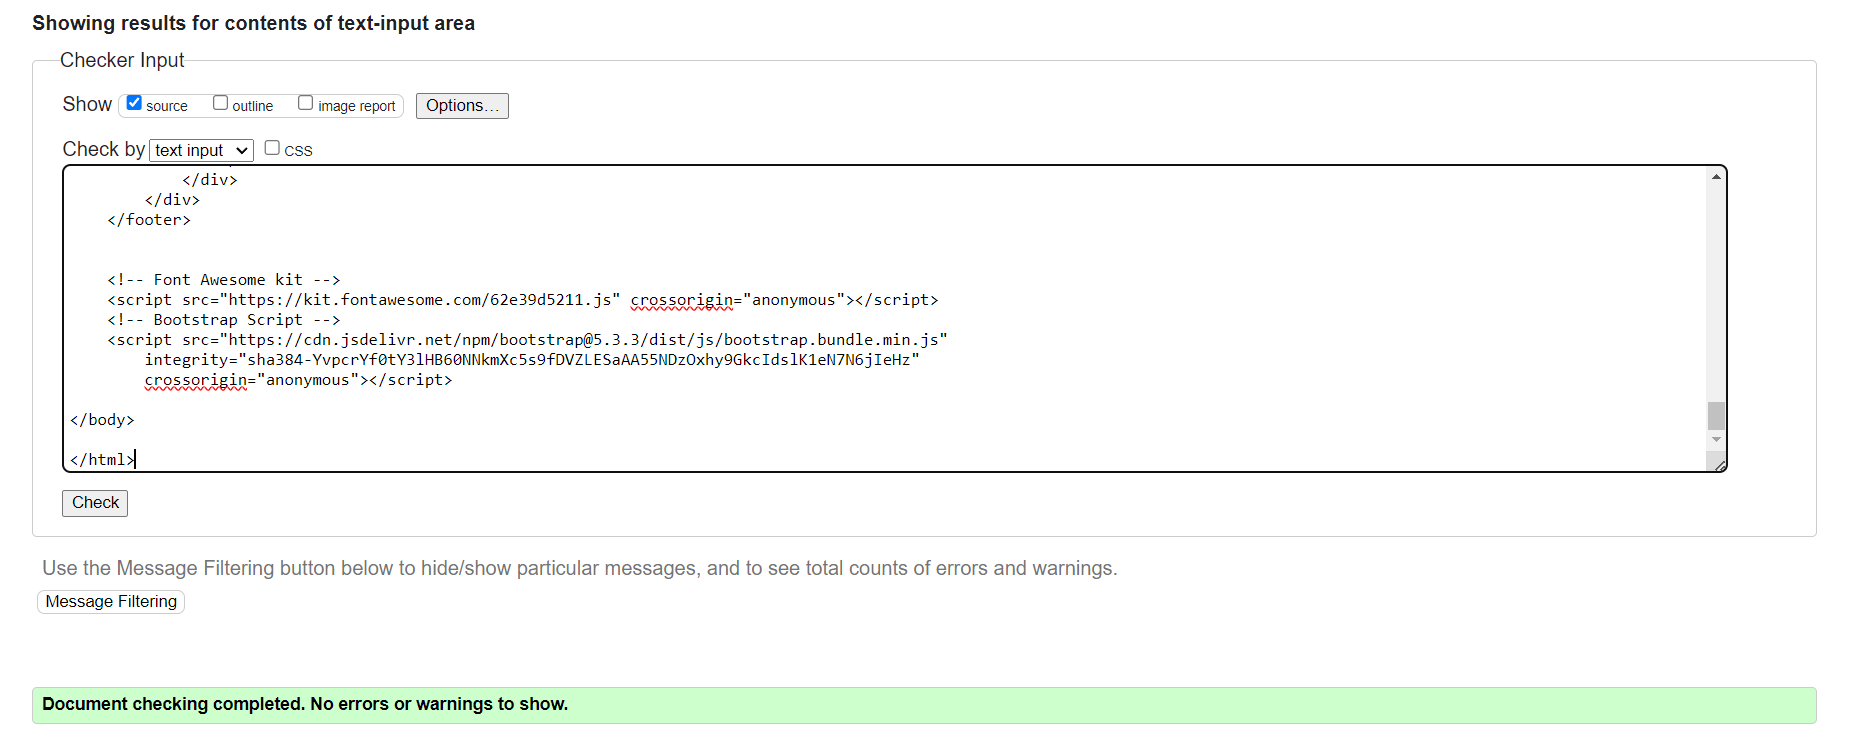 Showing results for contents of text-input area
Checker Input
Show source outline image report Options...
Check by text input CSS
</div>
</div>
</footer>
<!-- Font Awesome kit -->
<script src="https://kit.fontawesome.com/62e39d5211.js" crossorigin="anonymous"></script>
<!-- Bootstrap Script -->
<script src="https://cdn.jsdelivr.net/npm/bootstrap@5.3.3/dist/js/bootstrap.bundle.min.js"
integrity="sha384-YvpcrYf0tY3lHB60NNkmXc5s9fDVZLESaAA55NDzOxhy9GkcIdslK1eN7N6jIeHz"
crossorigin="anonymous"></script>
</body>
</html>
Check
Use the Message Filtering button below to hide/show particular messages, and to see total counts of errors and warnings.
Message Filtering
Document checking completed. No errors or warnings to show.